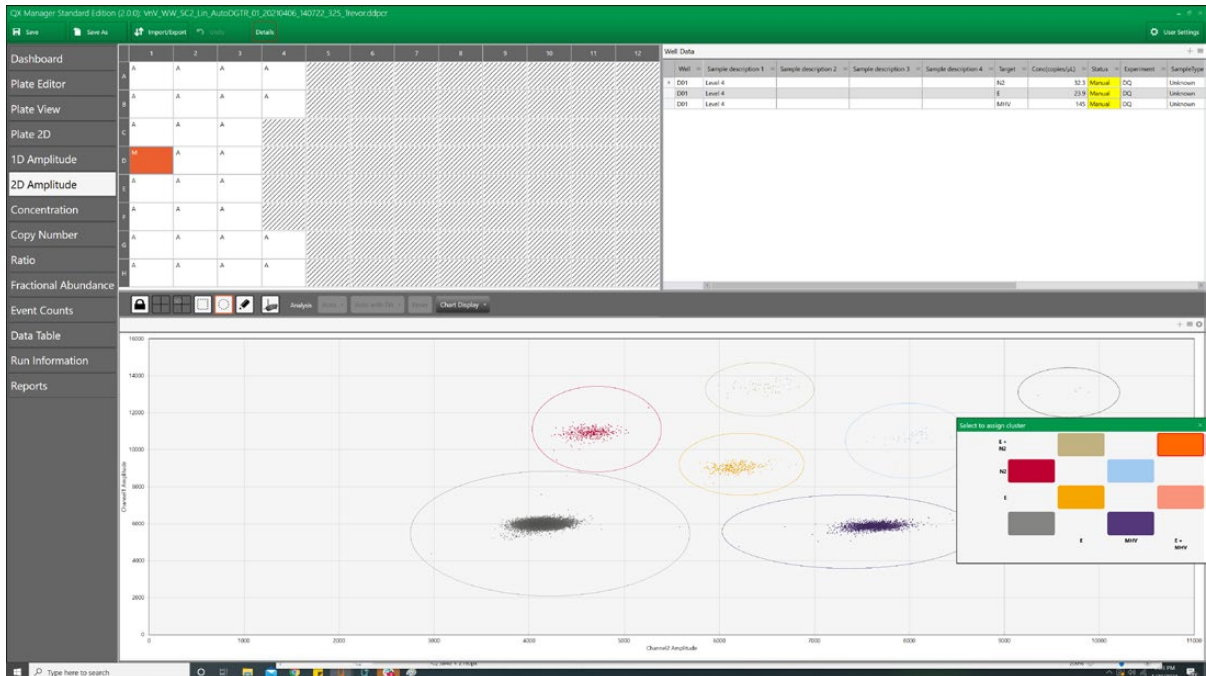 QX Manager Standard Edition (2.0.0): VnV_WW_SC2_Lin_AutoDGTR_01_20210406_140722_325_Trevor.ddpcr
Save Save As Import/Export Undo Details User Settings
Dashboard
Plate Editor
Plate View
Plate 2D
1D Amplitude
2D Amplitude
Concentration
Copy Number
Ratio
Fractional Abundance
Event Counts
Data Table
Run Information
Reports
1 2 3 4 5 6 7 8 9 10 11 12
A A A A A
B A A A A
C A A A
D M A A
E A A A
F A A A
G A A A A
H A A A A
Well Data
Well Sample description 1 Sample description 2 Sample description 3 Sample description 4 Target Conc(copies/µL) Status Experiment SampleType
D01 Level 4 N2 32.3 Manual DQ Unknown
D01 Level 4 E 23.9 Manual DQ Unknown
D01 Level 4 MHV 145 Manual DQ Unknown
Analysis Chart Display
16000
14000
12000
10000
8000
6000
4000
2000
0
Channel1 Amplitude
0 1000 2000 3000 4000 5000 6000 7000 8000 9000 10000 11000
Channel2 Amplitude
Select to assign cluster
E +
N2
N2
E
E MHV E +
MHV
Type here to search